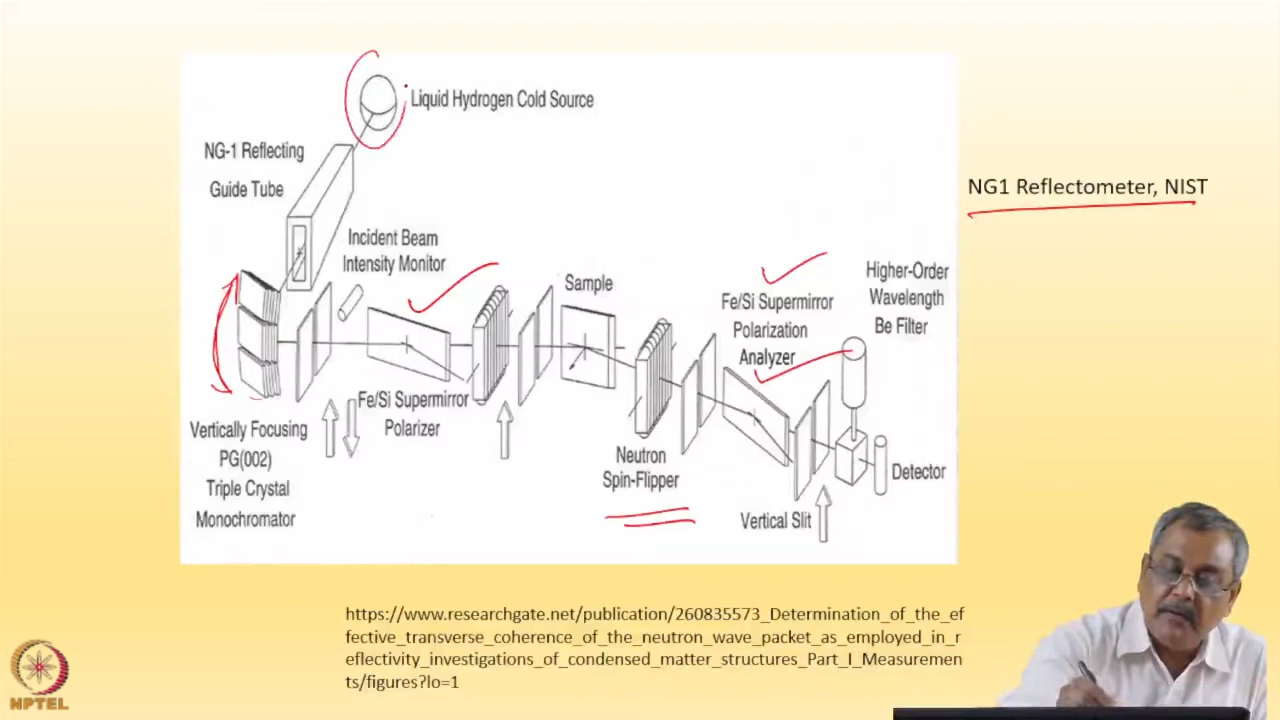 Liquid Hydrogen Cold Source
NG-1 Reflecting
Guide Tube
Incident Beam
Intensity Monitor
Sample
Fe/Si Supermirror
Polarization
Analyzer
Higher-Order
Wavelength
Be Filter
NG1 Reflectometer, NIST
Vertically Focusing
PG(002)
Triple Crystal
Monochromator
Fe/Si Supermirror
Polarizer
Neutron
Spin-Flipper
Vertical Slit
Detector
https://www.researchgate.net/publication/260835573_Determination_of_the_ef
fective_transverse_coherence_of_the_neutron_wave_packet_as_employed_in_r
eflectivity_investigations_of_condensed_matter_structures_Part_I_Measuremen
ts/figures?lo=1
NPTEL